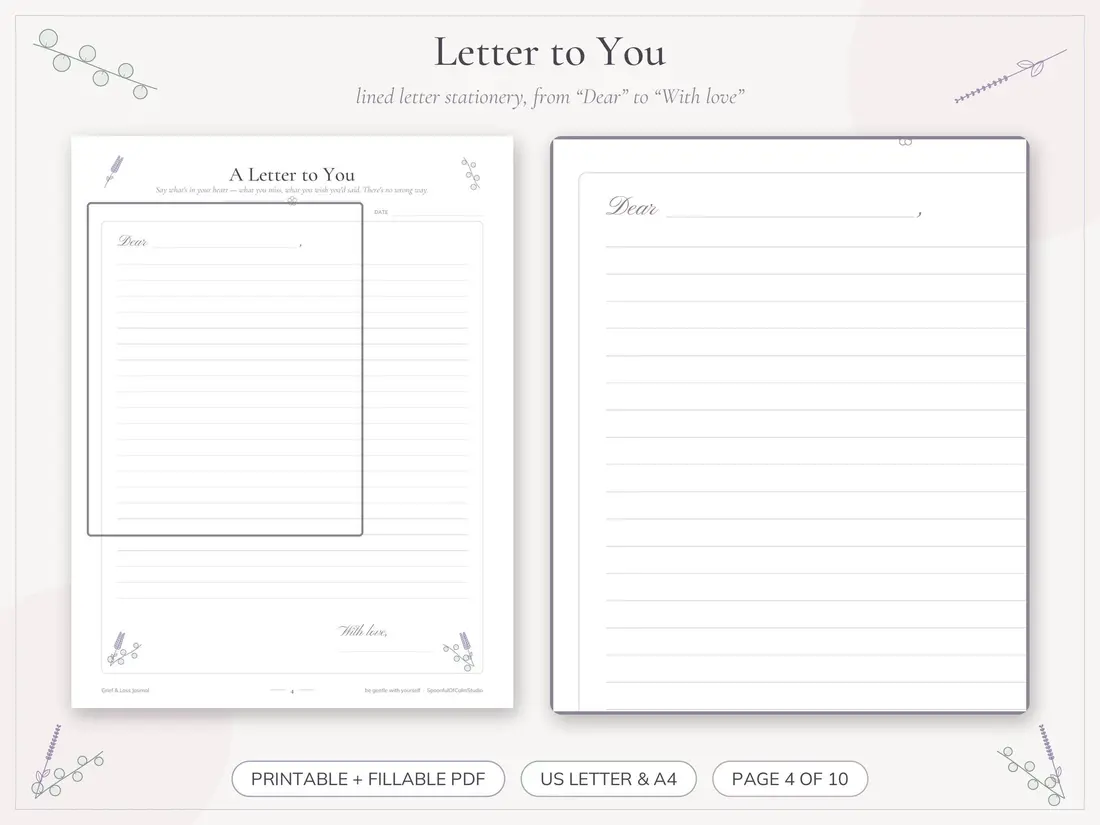 Letter to You
lined letter stationery, from “Dear” to “With love”
A Letter to You
Say what's in your heart — what you miss, what you wish you'd said. There's no wrong way.
DATE
Dear ,
With love,
Grief & Loss Journal
4
be gentle with yourself · SpoonfulOfCalmStudio
Dear ,
PRINTABLE + FILLABLE PDF
US LETTER & A4
PAGE 4 OF 10